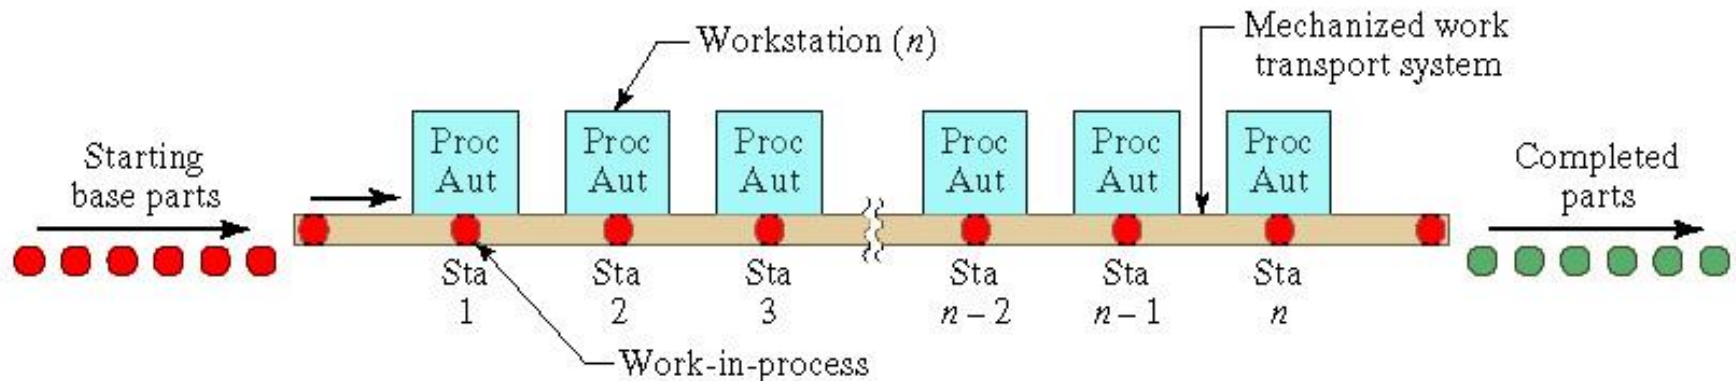 Workstation (n)
Mechanized work
transport system
Starting
base parts
Proc
Aut
Proc
Aut
Proc
Aut
Proc
Aut
Proc
Aut
Proc
Aut
Completed
parts
Sta
1
Sta
2
Sta
3
Sta
n – 2
Sta
n – 1
Sta
n
Work-in-process